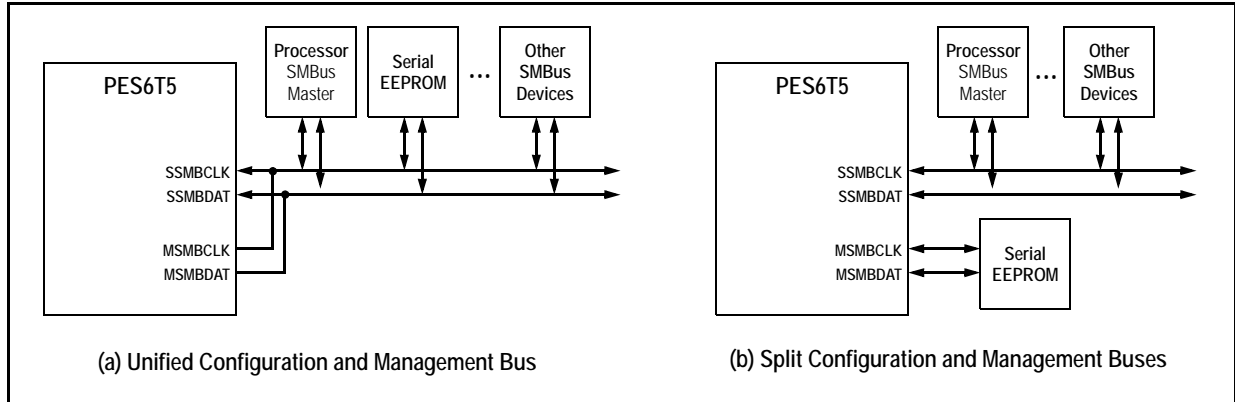 PES6T5
Processor
SMBus
Master
Serial
EEPROM
...
Other
SMBus
Devices
SSMBCLK
SSMBDAT
MSMBCLK
MSMBDAT
(a) Unified Configuration and Management Bus
PES6T5
Processor
SMBus
Master
...
Other
SMBus
Devices
SSMBCLK
SSMBDAT
MSMBCLK
MSMBDAT
Serial
EEPROM
(b) Split Configuration and Management Buses